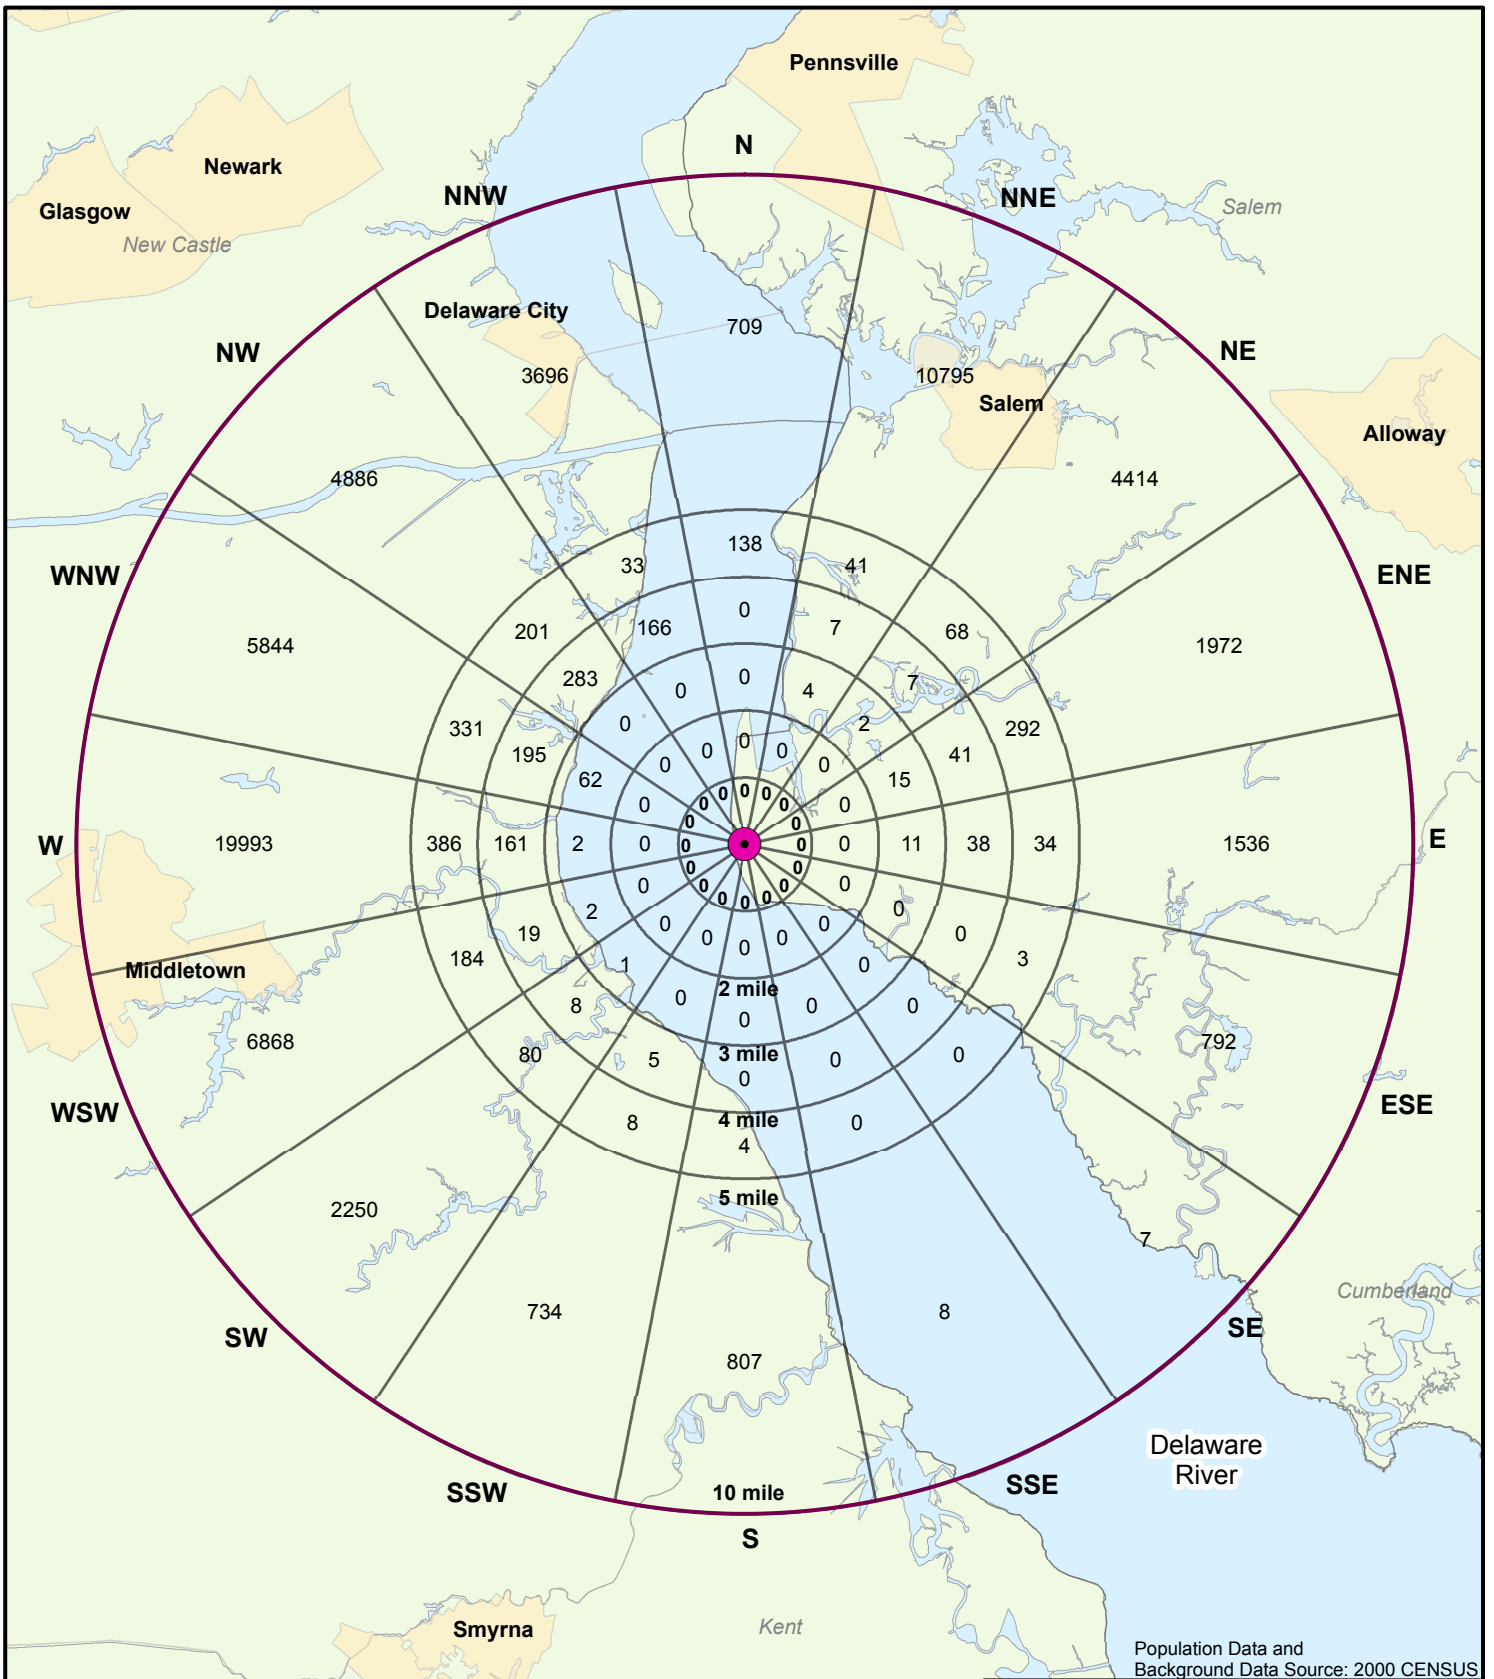 Pennsville
N
Newark
NNW
NNE
Glasgow
Salem
New Castle
Delaware City
709
NW
NE
3696
10795
Salem
Alloway
4886
4414
138
33
41
WNW
ENE
0
201
166
7
68
5844
1972
283
0
0
4
7
331
0
2
292
195
0
0
0
41
62
0
0
15
0
0
0 0 0 0 0
0
0
W
19993
386
161
2
0
0
0
0
11
38
34
1536
E
0
0
0
0
0 0 0 0 0
2
0
19
0
0
0
184
0
0
0
3
Middletown
1
0
2 mile
0
8
0
0
0
6868
792
80
5
3 mile
0
0
0
WSW
ESE
8
4 mile
0
4
5 mile
2250
7
Cumberland
734
8
SW
SE
807
Delaware
River
SSW
10 mile
SSE
S
Smyrna
Kent
Population Data and
Background Data Source: 2000 CENSUS